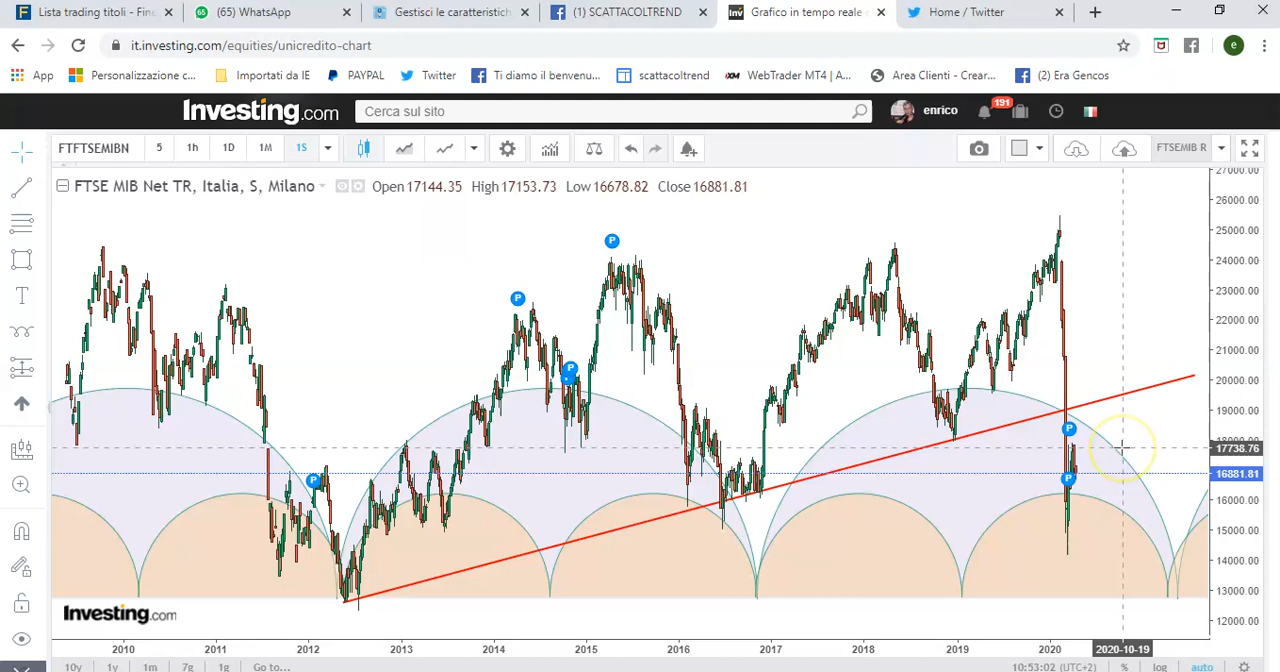 Lista trading titoli - Fine
(65) WhatsApp
Gestisci le caratteristich
(1) SCATTACOLTREND
Inv Grafico in tempo reale
Home / Twitter
it.investing.com/equities/unicredito-chart
e
App
Personalizzazione c...
Importati da IE
PAYPAL
Twitter
Ti diamo il benvenu...
scattacoltrend
WebTrader MT4 | A...
Area Clienti - Crear...
(2) Era Gencos
Investing.com
Cerca sul sito
enrico
191
FTFTSEMIBN
5
1h
1D
1M
1S
FTSEMIB R
FTSE MIB Net TR, Italia, S, Milano
Open 17144.35 High 17153.73 Low 16678.82 Close 16881.81
27000.00
26000.00
25000.00
24000.00
23000.00
22000.00
21000.00
20000.00
19000.00
18000.00
17738.76
16881.81
16000.00
15000.00
14000.00
13000.00
12000.00
P
P
P
P
P
P
Investing.com
2010 2011 2012 2013 2014 2015 2016 2017 2018 2019 2020 2020-10-19
10y 1y 1m 7g 1g Go to...
10:53:02 (UTC+2) % log auto